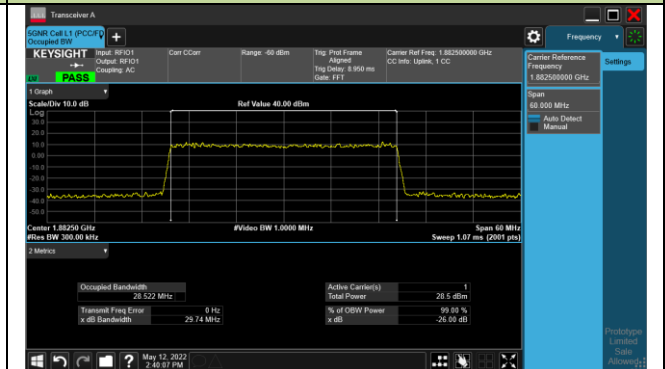 Transceiver A
5GNR Cell L1 (PCC/FD
Occupied BW
Frequency
KEYSIGHT
LV
PASS
Input: RFIO1
Output: RFIO1
Coupling: AC
Corr CCorr
Range: -60 dBm
Trig: Prot Frame
Aligned
Trig Delay: 8.950 ms
Gate: FFT
Carrier Ref Freq: 1.882500000 GHz
CC Info: Uplink, 1 CC
Carrier Reference
Frequency
1.882500000 GHz
Settings
Span
60.000 MHz
Auto Detect
Manual
1 Graph
Scale/Div 10.0 dB
Ref Value 40.00 dBm
Log
30.0
20.0
10.0
0.00
-10.0
-20.0
-30.0
-40.0
-50.0
Center 1.88250 GHz
#Video BW 1.0000 MHz
Span 60 MHz
#Res BW 300.00 kHz
Sweep 1.07 ms (2001 pts)
2 Metrics
Occupied Bandwidth
28.522 MHz
Transmit Freq Error 0 Hz
x dB Bandwidth 29.74 MHz
Active Carrier(s) 1
Total Power 28.5 dBm
% of OBW Power 99.00 %
x dB -26.00 dB
May 12, 2022
2:40:07 PM
Prototype
Limited
Sale
Allowed